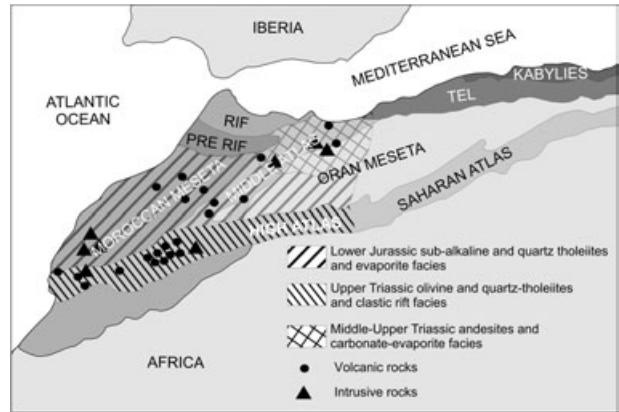 IBERIA
MEDITERRANEAN SEA
KABYLIES
TEL
ATLANTIC
OCEAN
RIF
PRE RIF
MIDDLE ATLAS
ORAN MESETA
MOROCCAN MESETA
SAHARAN ATLAS
HIGH ATLAS
Lower Jurassic sub-alkaline and quartz tholeiites
and evaporite facies
Upper Triassic olivine and quartz-tholeiites
and clastic rift facies
Middle-Upper Triassic andesites and
carbonate-evaporite facies
Volcanic rocks
Intrusive rocks
AFRICA